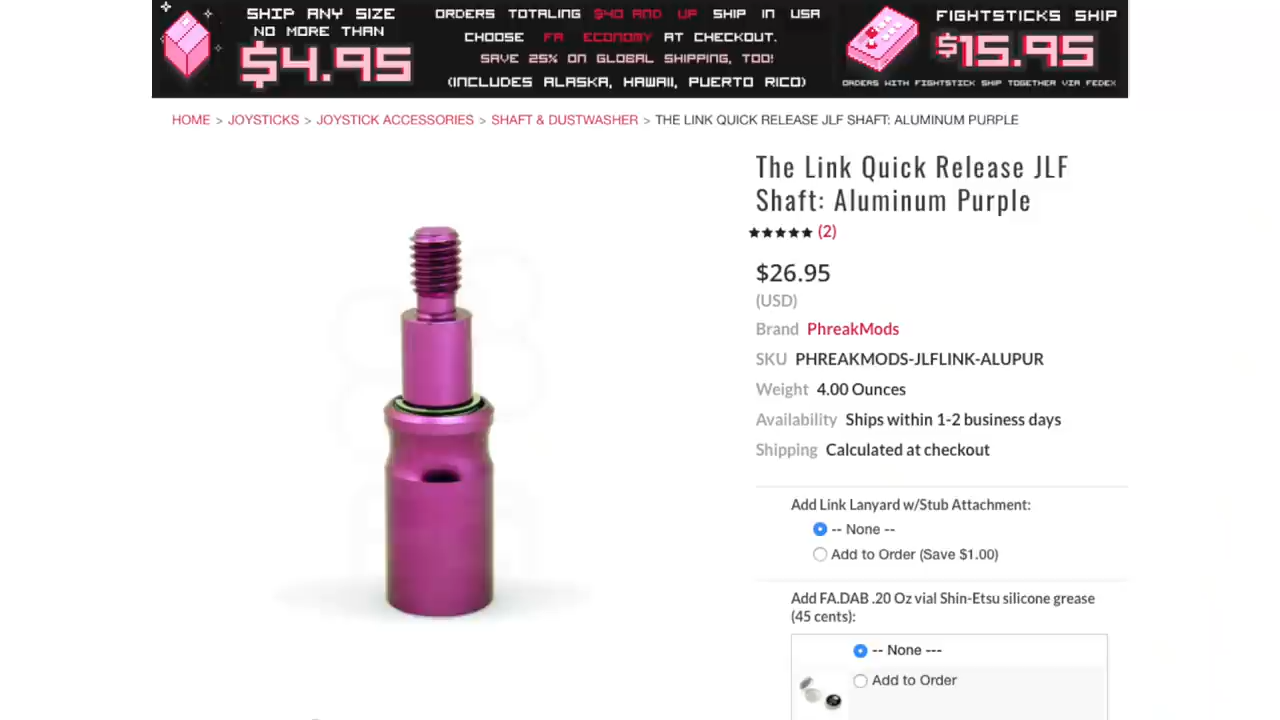 SHIP ANY SIZE
NO MORE THAN
$4.95
ORDERS TOTALING $40 AND UP SHIP IN USA
CHOOSE FA ECONOMY AT CHECKOUT.
SAVE 25% ON GLOBAL SHIPPING, TOO!
(INCLUDES ALASKA, HAWAII, PUERTO RICO)
FIGHTSTICKS SHIP
$15.95
ORDERS WITH FIGHTSTICK SHIP TOGETHER VIA FEDEX
HOME > JOYSTICKS > JOYSTICK ACCESSORIES > SHAFT & DUSTWASHER > THE LINK QUICK RELEASE JLF SHAFT: ALUMINUM PURPLE
The Link Quick Release JLF
Shaft: Aluminum Purple
★★★★★ (2)
$26.95
(USD)
Brand PhreakMods
SKU PHREAKMODS-JLFLINK-ALUPUR
Weight 4.00 Ounces
Availability Ships within 1-2 business days
Shipping Calculated at checkout
Add Link Lanyard w/Stub Attachment:
-- None --
Add to Order (Save $1.00)
Add FA.DAB .20 Oz vial Shin-Etsu silicone grease
(45 cents):
-- None ---
Add to Order